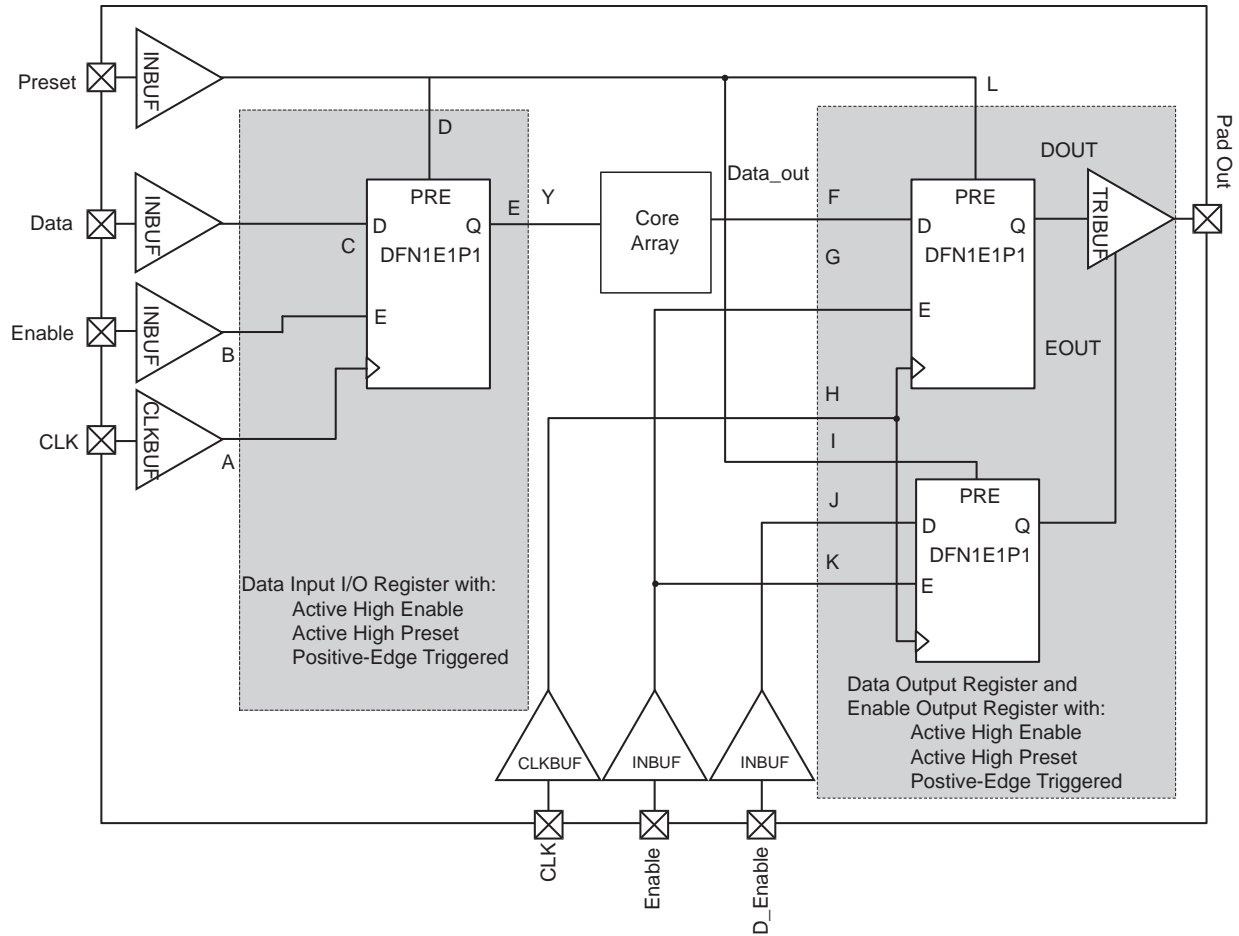 Preset
INBUF
D
L
Pad Out
Data
INBUF
C
PRE
D
Q
DFN1E1P1
E
E
Y
Core
Array
Data_out
F
G
PRE
D
Q
DFN1E1P1
E
DOUT
TRIBUF
EOUT
Enable
INBUF
B
CLK
CLKBUF
A
H
I
J
K
PRE
D
Q
DFN1E1P1
E
Data Input I/O Register with:
Active High Enable
Active High Preset
Positive-Edge Triggered
Data Output Register and
Enable Output Register with:
Active High Enable
Active High Preset
Postive-Edge Triggered
CLKBUF
INBUF
INBUF
CLK
Enable
D_Enable